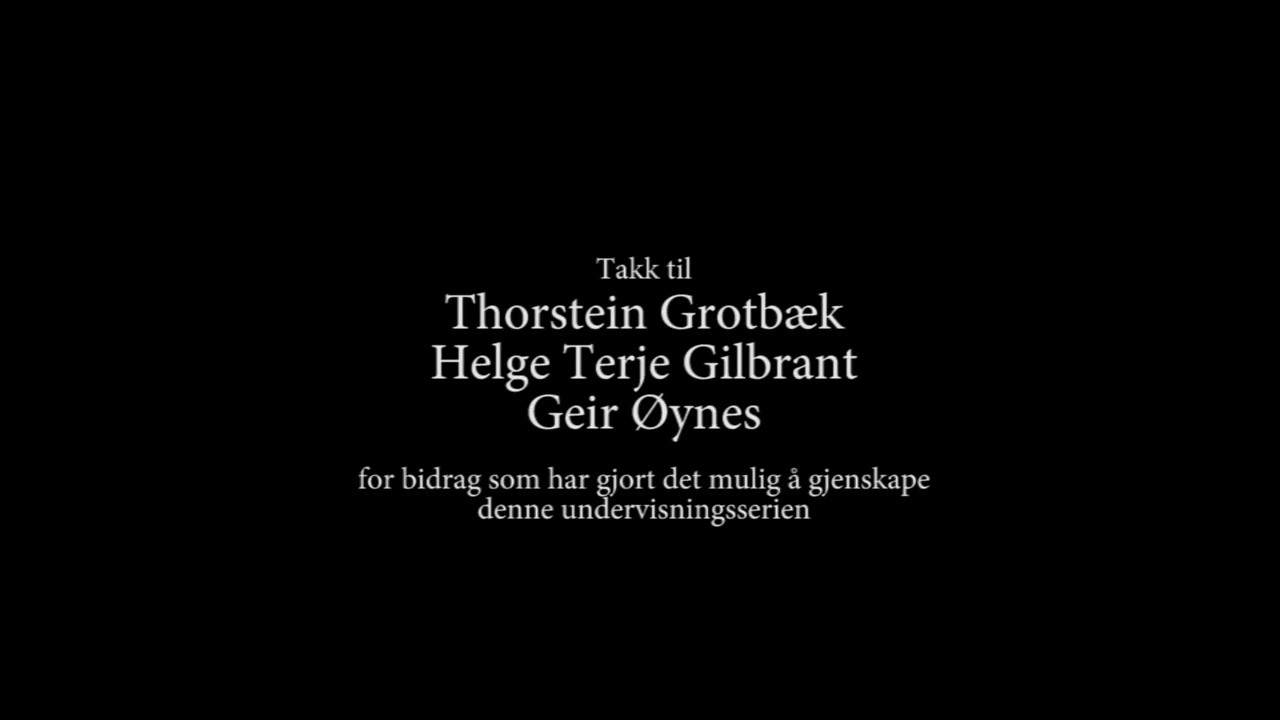 Takk til
Thorstein Grotbæk
Helge Terje Gilbrant
Geir Øynes
for bidrag som har gjort det mulig å gjenskape
denne undervisningsserien